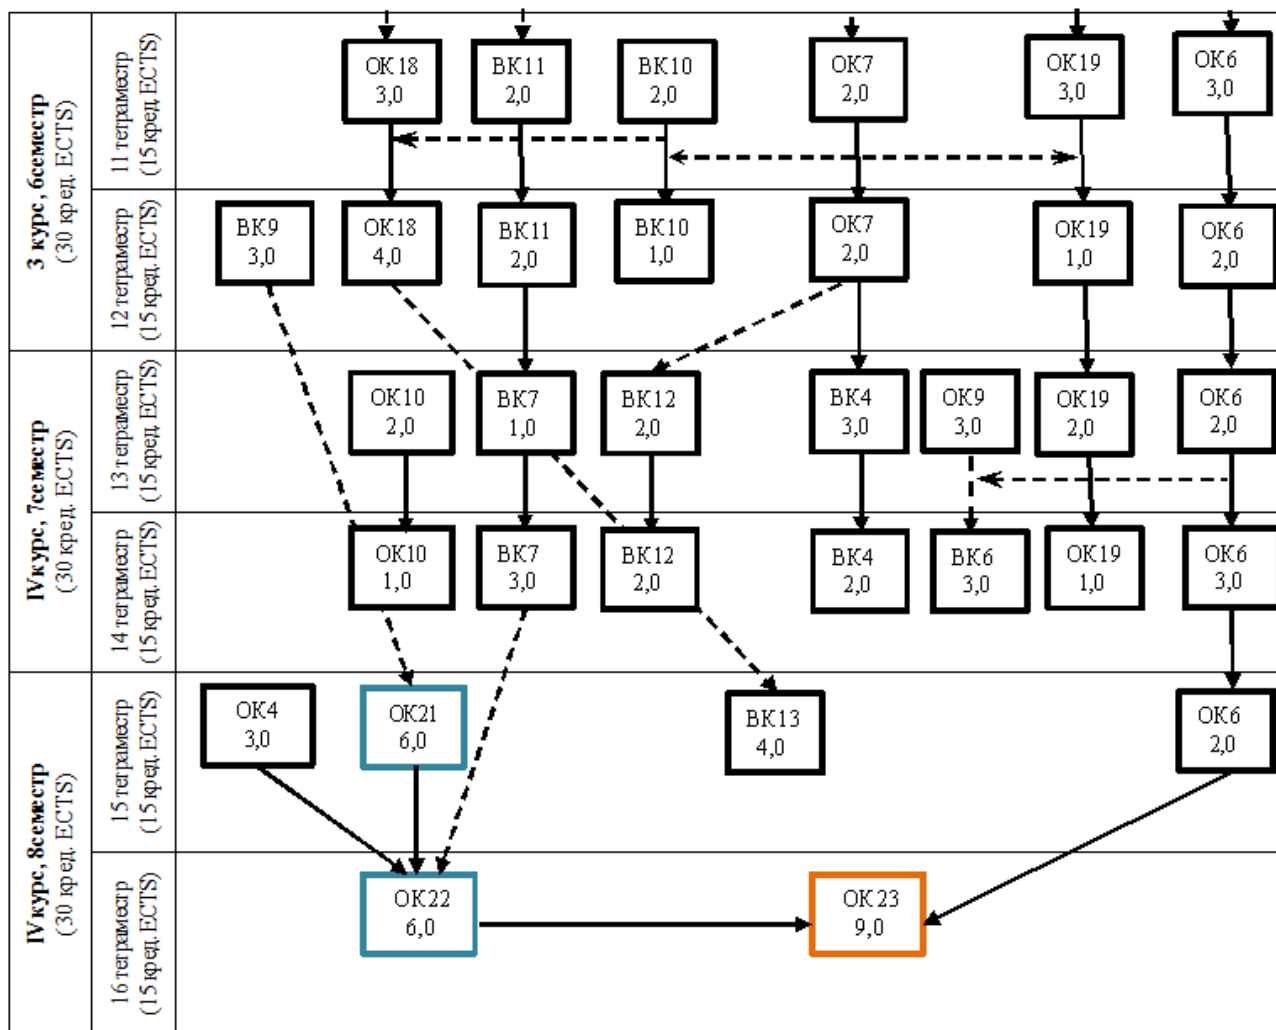 3 курс, 6семестр
(30 кред. ECTS)
11 тетраместр
(15 кред. ECTS)
ОК18
3,0
ВК11
2,0
ВК10
2,0
ОК7
2,0
ОК19
3,0
ОК6
3,0
12 тетраместр
(15 кред. ECTS)
ВК9
3,0
ОК18
4,0
ВК11
2,0
ВК10
1,0
ОК7
2,0
ОК19
1,0
ОК6
2,0
IV курс, 7семестр
(30 кред. ECTS)
13 тетраместр
(15 кред. ECTS)
ОК10
2,0
ВК7
1,0
ВК12
2,0
ВК4
3,0
ОК9
3,0
ОК19
2,0
ОК6
2,0
14 тетраместр
(15 кред. ECTS)
ОК10
1,0
ВК7
3,0
ВК12
2,0
ВК4
2,0
ВК6
3,0
ОК19
1,0
ОК6
3,0
IV курс, 8семестр
(30 кред. ECTS)
15 тетраместр
(15 кред. ECTS)
ОК4
3,0
ОК21
6,0
ВК13
4,0
ОК6
2,0
16 тетраместр
(15 кред. ECTS)
ОК22
6,0
ОК23
9,0